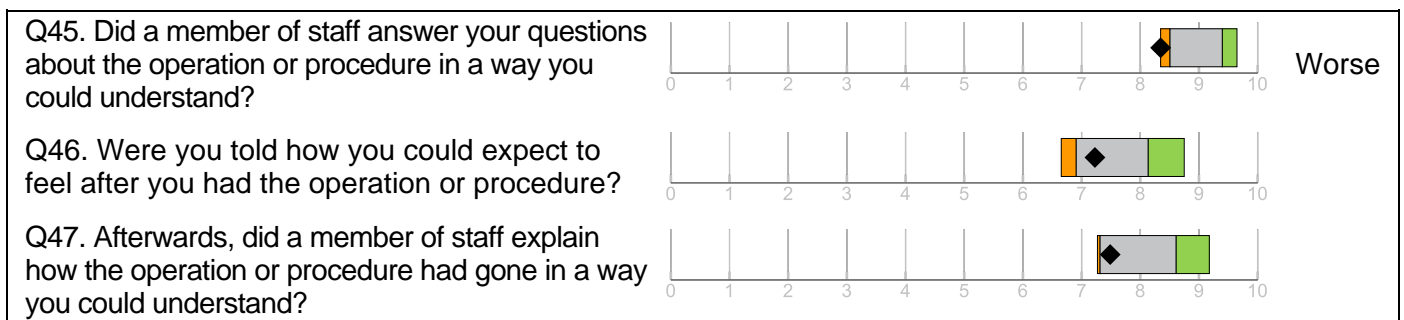 Q45. Did a member of staff answer your questions
about the operation or procedure in a way you
could understand?
0 1 2 3 4 5 6 7 8 9 10
Worse
Q46. Were you told how you could expect to
feel after you had the operation or procedure?
0 1 2 3 4 5 6 7 8 9 10
Q47. Afterwards, did a member of staff explain
how the operation or procedure had gone in a way
you could understand?
0 1 2 3 4 5 6 7 8 9 10